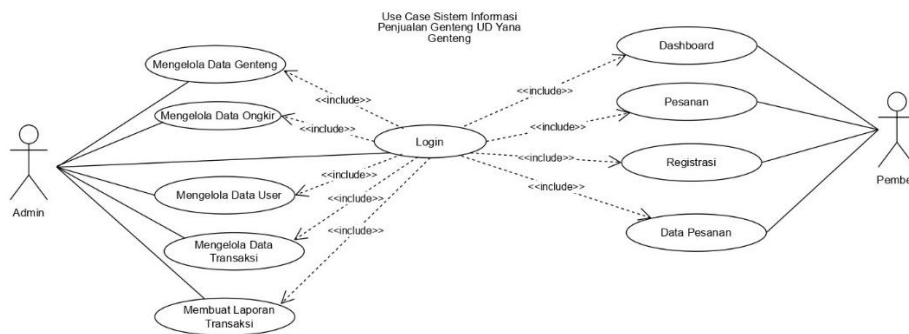 Use Case Sistem Informasi
Penjualan Genteng UD Yana
Genteng
Mengelola Data Genteng
Mengelola Data Ongkir
Mengelola Data User
Mengelola Data
Transaksi
Membuat Laporan
Transaksi
Admin
<<include>>
<<include>>
<<include>>
<<include>>
<<include>>
Login
<<include>>
<<include>>
<<include>>
<<include>>
Dashboard
Pesanan
Registrasi
Data Pesanan
Pembe